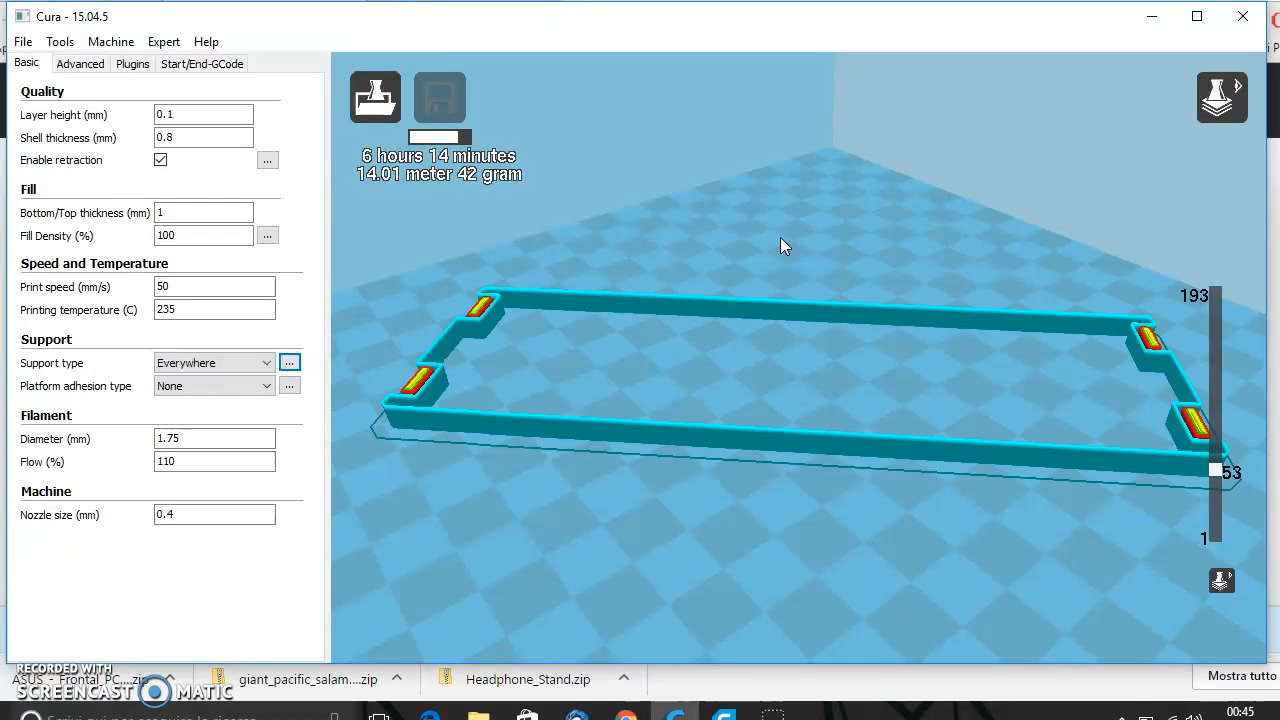 Cura - 15.04.5
File Tools Machine Expert Help
Basic Advanced Plugins Start/End-GCode
Quality
Layer height (mm) 0.1
Shell thickness (mm) 0.8
Enable retraction ...
Fill
Bottom/Top thickness (mm) 1
Fill Density (%) 100 ...
Speed and Temperature
Print speed (mm/s) 50
Printing temperature (C) 235
Support
Support type Everywhere ...
Platform adhesion type None ...
Filament
Diameter (mm) 1.75
Flow (%) 110
Machine
Nozzle size (mm) 0.4
6 hours 14 minutes
14.01 meter 42 gram
193
53
1
RECORDED WITH
SCREENCAST MATIC
ASUS - Frontal_PC....zip giant_pacific_salam....zip Headphone_Stand.zip Mostra tutto
00:45